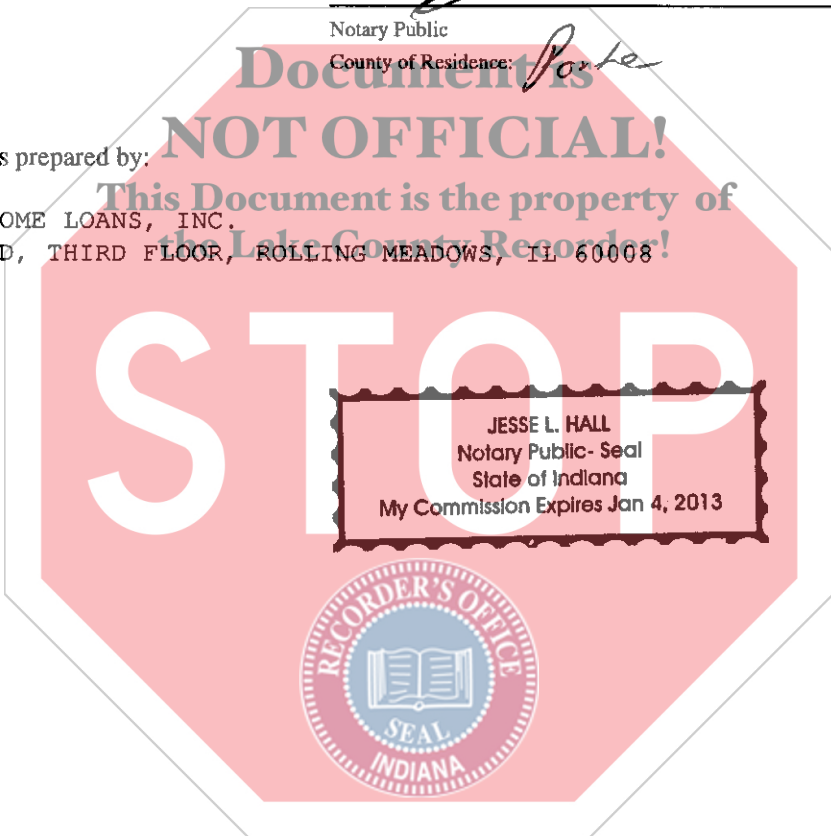 Notary Public
County of Residence: Porter
Document is
NOT OFFICIAL!
s prepared by:
This Document is the property of
OME LOANS, INC.
the Lake County Recorder!
D, THIRD FLOOR, ROLLING MEADOWS, IL 60008
STOP
JESSE L. HALL
Notary Public- Seal
State of Indiana
My Commission Expires Jan 4, 2013
RECORDER'S OFFICE
SEAL
INDIANA